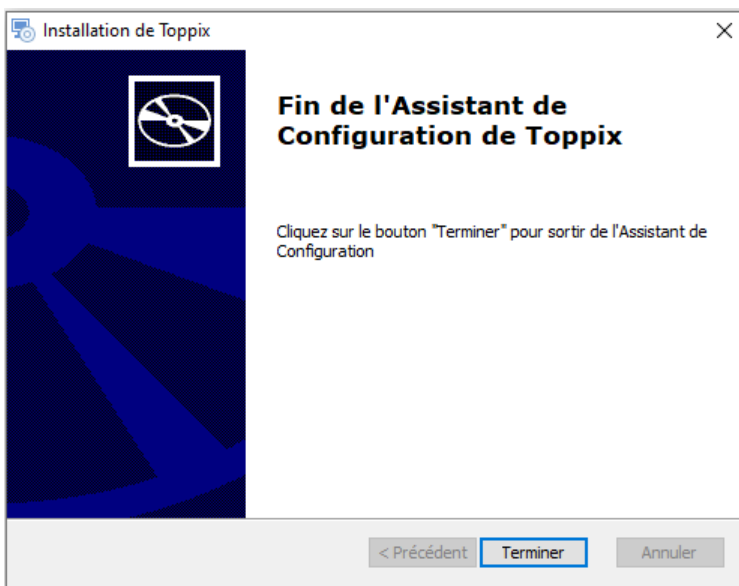 Installation de Toppix
Fin de l'Assistant de
Configuration de Toppix
Cliquez sur le bouton "Terminer" pour sortir de l'Assistant de
Configuration
< Précédent Terminer Annuler